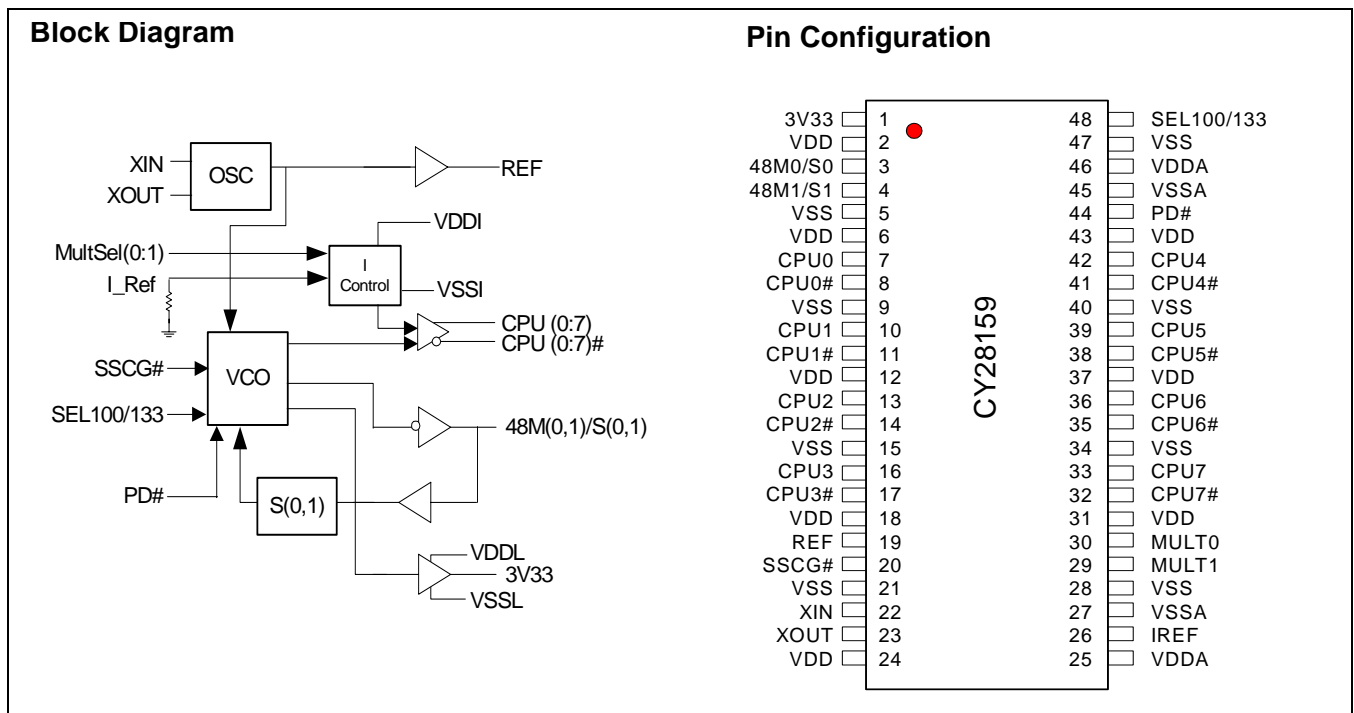 Block Diagram
XIN
XOUT
OSC
REF
VDDI
MultSel(0:1)
I_Ref
I
Control
VSSI
CPU (0:7)
CPU (0:7)#
SSCG#
VCO
SEL100/133
48M(0,1)/S(0,1)
PD#
S(0,1)
VDDL
3V33
VSSL
Pin Configuration
3V33 1 48 SEL100/133
VDD 2 47 VSS
48M0/S0 3 46 VDDA
48M1/S1 4 45 VSSA
VSS 5 44 PD#
VDD 6 43 VDD
CPU0 7 42 CPU4
CPU0# 8 41 CPU4#
VSS 9 40 VSS
CPU1 10 39 CPU5
CPU1# 11 38 CPU5#
VDD 12 37 VDD
CPU2 13 36 CPU6
CPU2# 14 35 CPU6#
VSS 15 34 VSS
CPU3 16 33 CPU7
CPU3# 17 32 CPU7#
VDD 18 31 VDD
REF 19 30 MULT0
SSCG# 20 29 MULT1
VSS 21 28 VSS
XIN 22 27 VSSA
XOUT 23 26 IREF
VDD 24 25 VDDA
CY28159